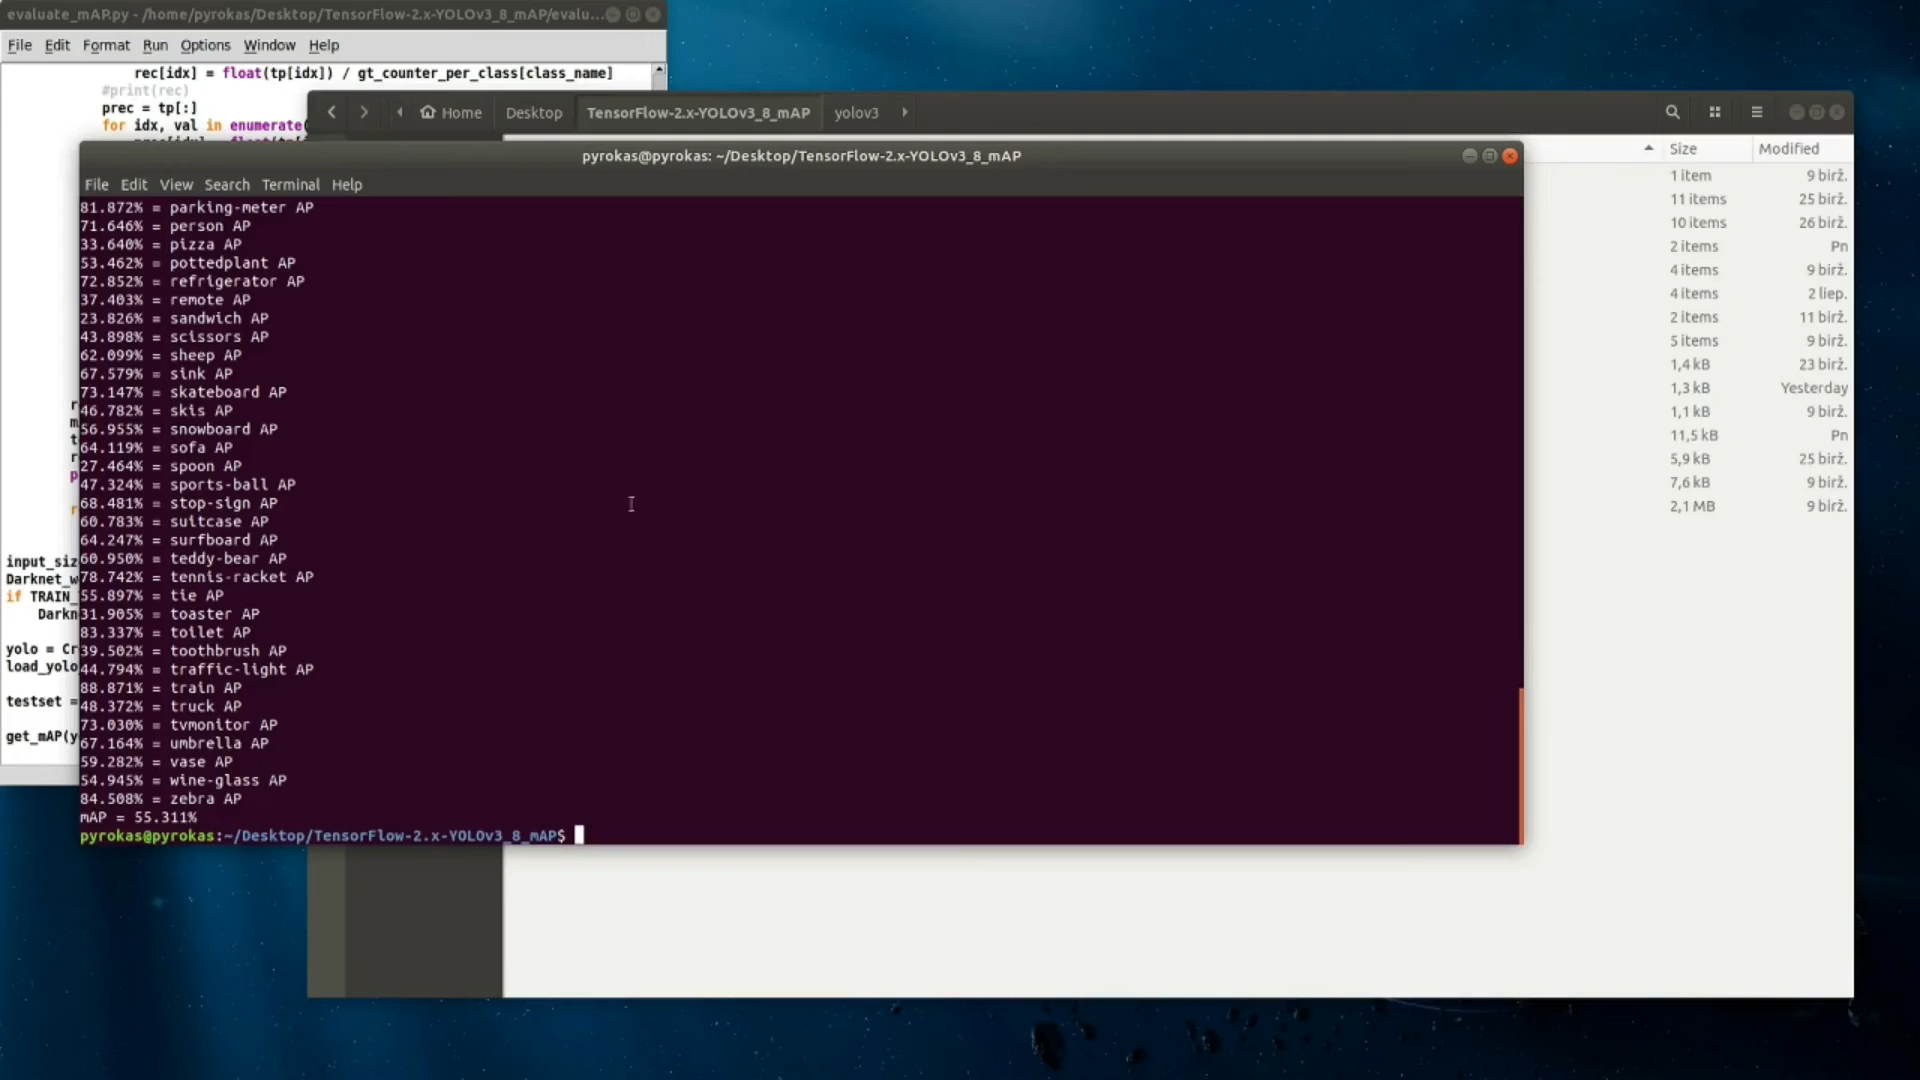 evaluate_mAP.py - /home/pyrokas/Desktop/TensorFlow-2.x-YOLOv3_8_mAP/evalu...
File Edit Format Run Options Window Help
rec[idx] = float(tp[idx]) / gt_counter_per_class[class_name]
#print(rec)
prec = tp[:]
for idx, val in enumerate(
Home Desktop TensorFlow-2.x-YOLOv3_8_mAP yolov3
Size Modified
1 item 9 birž.
11 items 25 birž.
10 items 26 birž.
2 items Pn
4 items 9 birž.
4 items 2 liep.
2 items 11 birž.
5 items 9 birž.
1,4 kB 23 birž.
1,3 kB Yesterday
1,1 kB 9 birž.
11,5 kB Pn
5,9 kB 25 birž.
7,6 kB 9 birž.
2,1 MB 9 birž.
pyrokas@pyrokas: ~/Desktop/TensorFlow-2.x-YOLOv3_8_mAP
File Edit View Search Terminal Help
81.872% = parking-meter AP
71.646% = person AP
33.640% = pizza AP
53.462% = pottedplant AP
72.852% = refrigerator AP
37.403% = remote AP
23.826% = sandwich AP
43.898% = scissors AP
62.099% = sheep AP
67.579% = sink AP
73.147% = skateboard AP
46.782% = skis AP
56.955% = snowboard AP
64.119% = sofa AP
27.464% = spoon AP
47.324% = sports-ball AP
68.481% = stop-sign AP
60.783% = suitcase AP
64.247% = surfboard AP
60.950% = teddy-bear AP
78.742% = tennis-racket AP
55.897% = tie AP
31.905% = toaster AP
83.337% = toilet AP
39.502% = toothbrush AP
44.794% = traffic-light AP
88.871% = train AP
48.372% = truck AP
73.030% = tvmonitor AP
67.164% = umbrella AP
59.282% = vase AP
54.945% = wine-glass AP
84.508% = zebra AP
mAP = 55.311%
pyrokas@pyrokas:~/Desktop/TensorFlow-2.x-YOLOv3_8_mAP$
r
m
t
r
p
r
input_siz
Darknet_w
if TRAIN_
Darkn
yolo = Cr
load_yolo
testset =
get_mAP(y